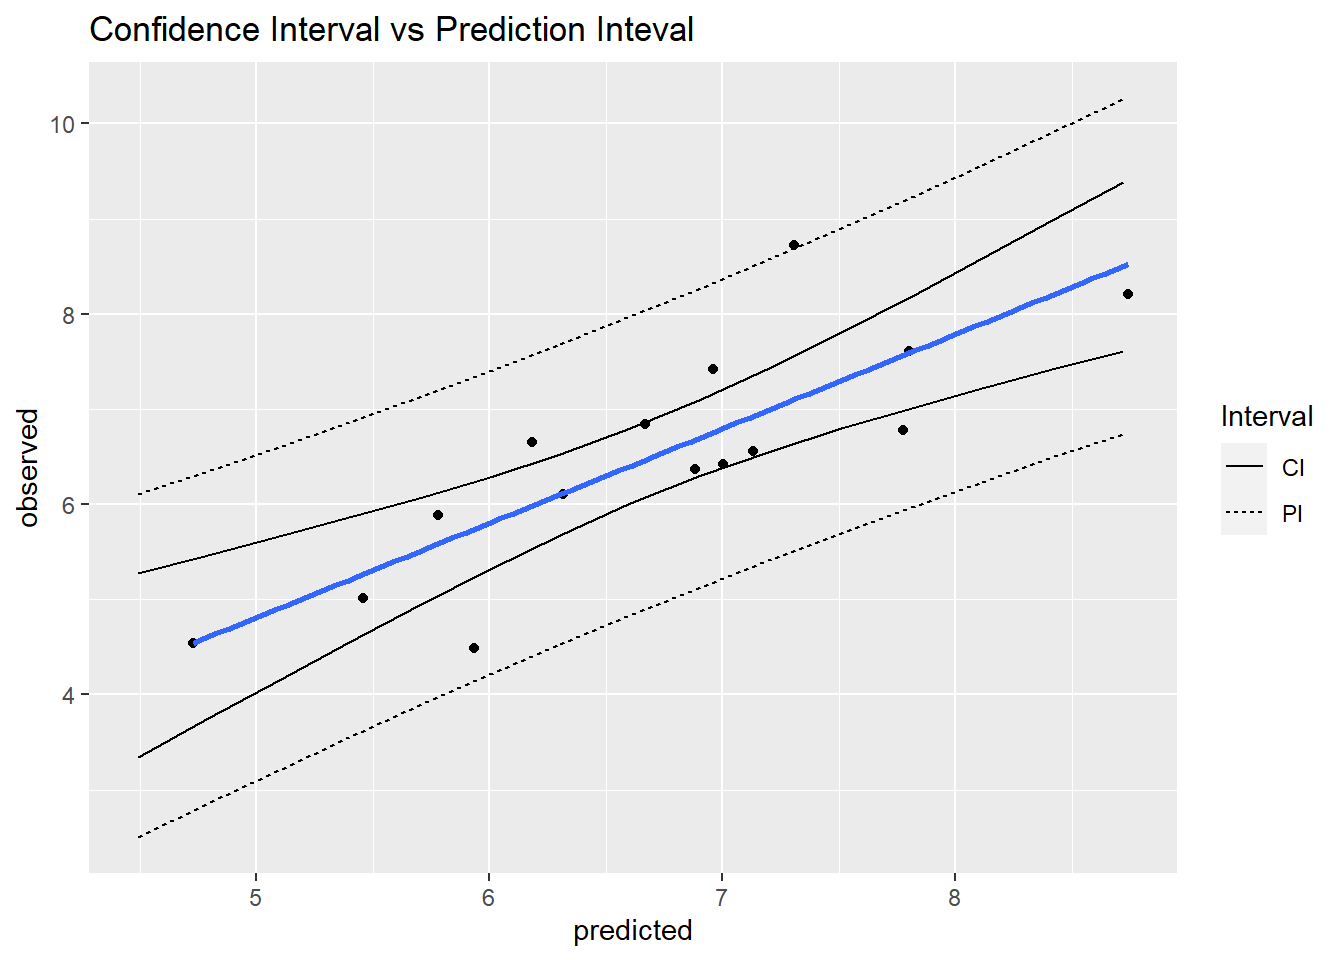 Confidence Interval vs Prediction Inteval
10
8
6
4
observed
5 6 7 8
predicted
Interval
CI
PI